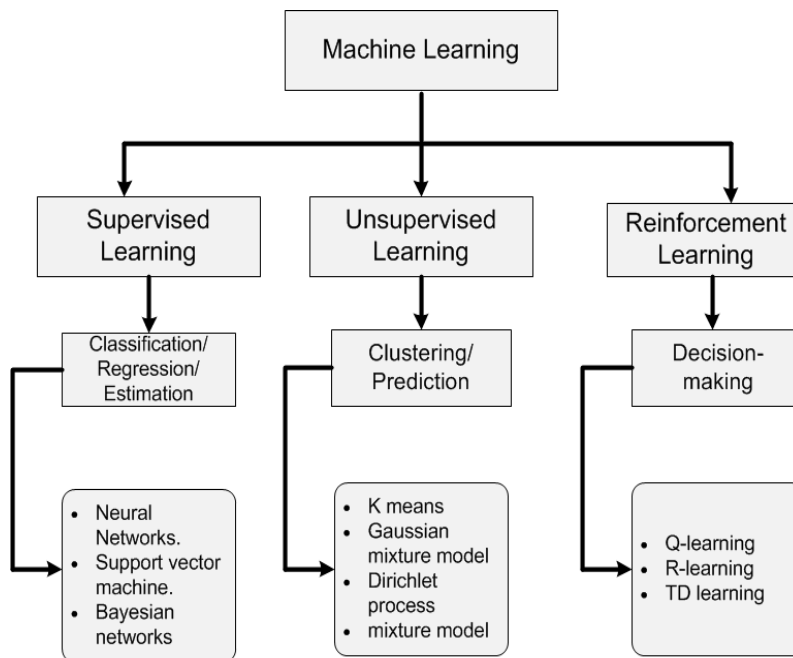 Machine Learning
Supervised
Learning
Unsupervised
Learning
Reinforcement
Learning
Classification/
Regression/
Estimation
Clustering/
Prediction
Decision-
making
• Neural
Networks.
• Support vector
machine.
• Bayesian
networks
• K means
• Gaussian
mixture model
• Dirichlet
process
• mixture model
• Q-learning
• R-learning
• TD learning